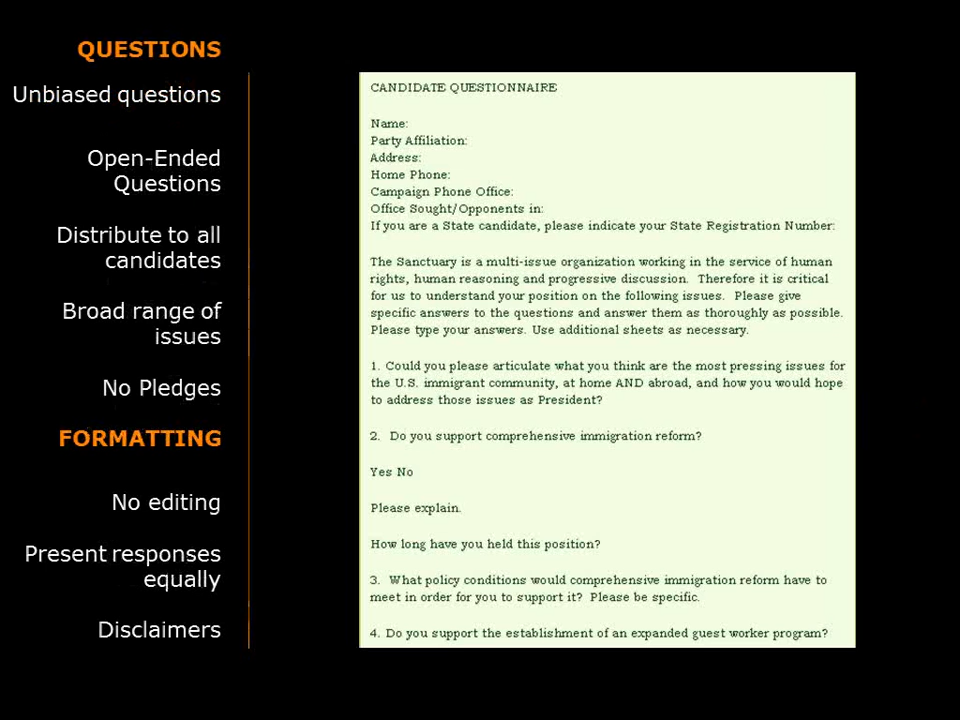 QUESTIONS
Unbiased questions
Open-Ended
Questions
Distribute to all
candidates
Broad range of
issues
No Pledges
FORMATTING
No editing
Present responses
equally
Disclaimers
CANDIDATE QUESTIONNAIRE
Name:
Party Affiliation:
Address:
Home Phone:
Campaign Phone Office:
Office Sought/Opponents in:
If you are a State candidate, please indicate your State Registration Number:
The Sanctuary is a multi-issue organization working in the service of human
rights, human reasoning and progressive discussion.  Therefore it is critical
for us to understand your position on the following issues.  Please give
specific answers to the questions and answer them as thoroughly as possible.
Please type your answers. Use additional sheets as necessary.
1. Could you please articulate what you think are the most pressing issues for
the U.S. immigrant community, at home AND abroad, and how you would hope
to address those issues as President?
2.  Do you support comprehensive immigration reform?
Yes No
Please explain.
How long have you held this position?
3.  What policy conditions would comprehensive immigration reform have to
meet in order for you to support it?  Please be specific.
4. Do you support the establishment of an expanded guest worker program?